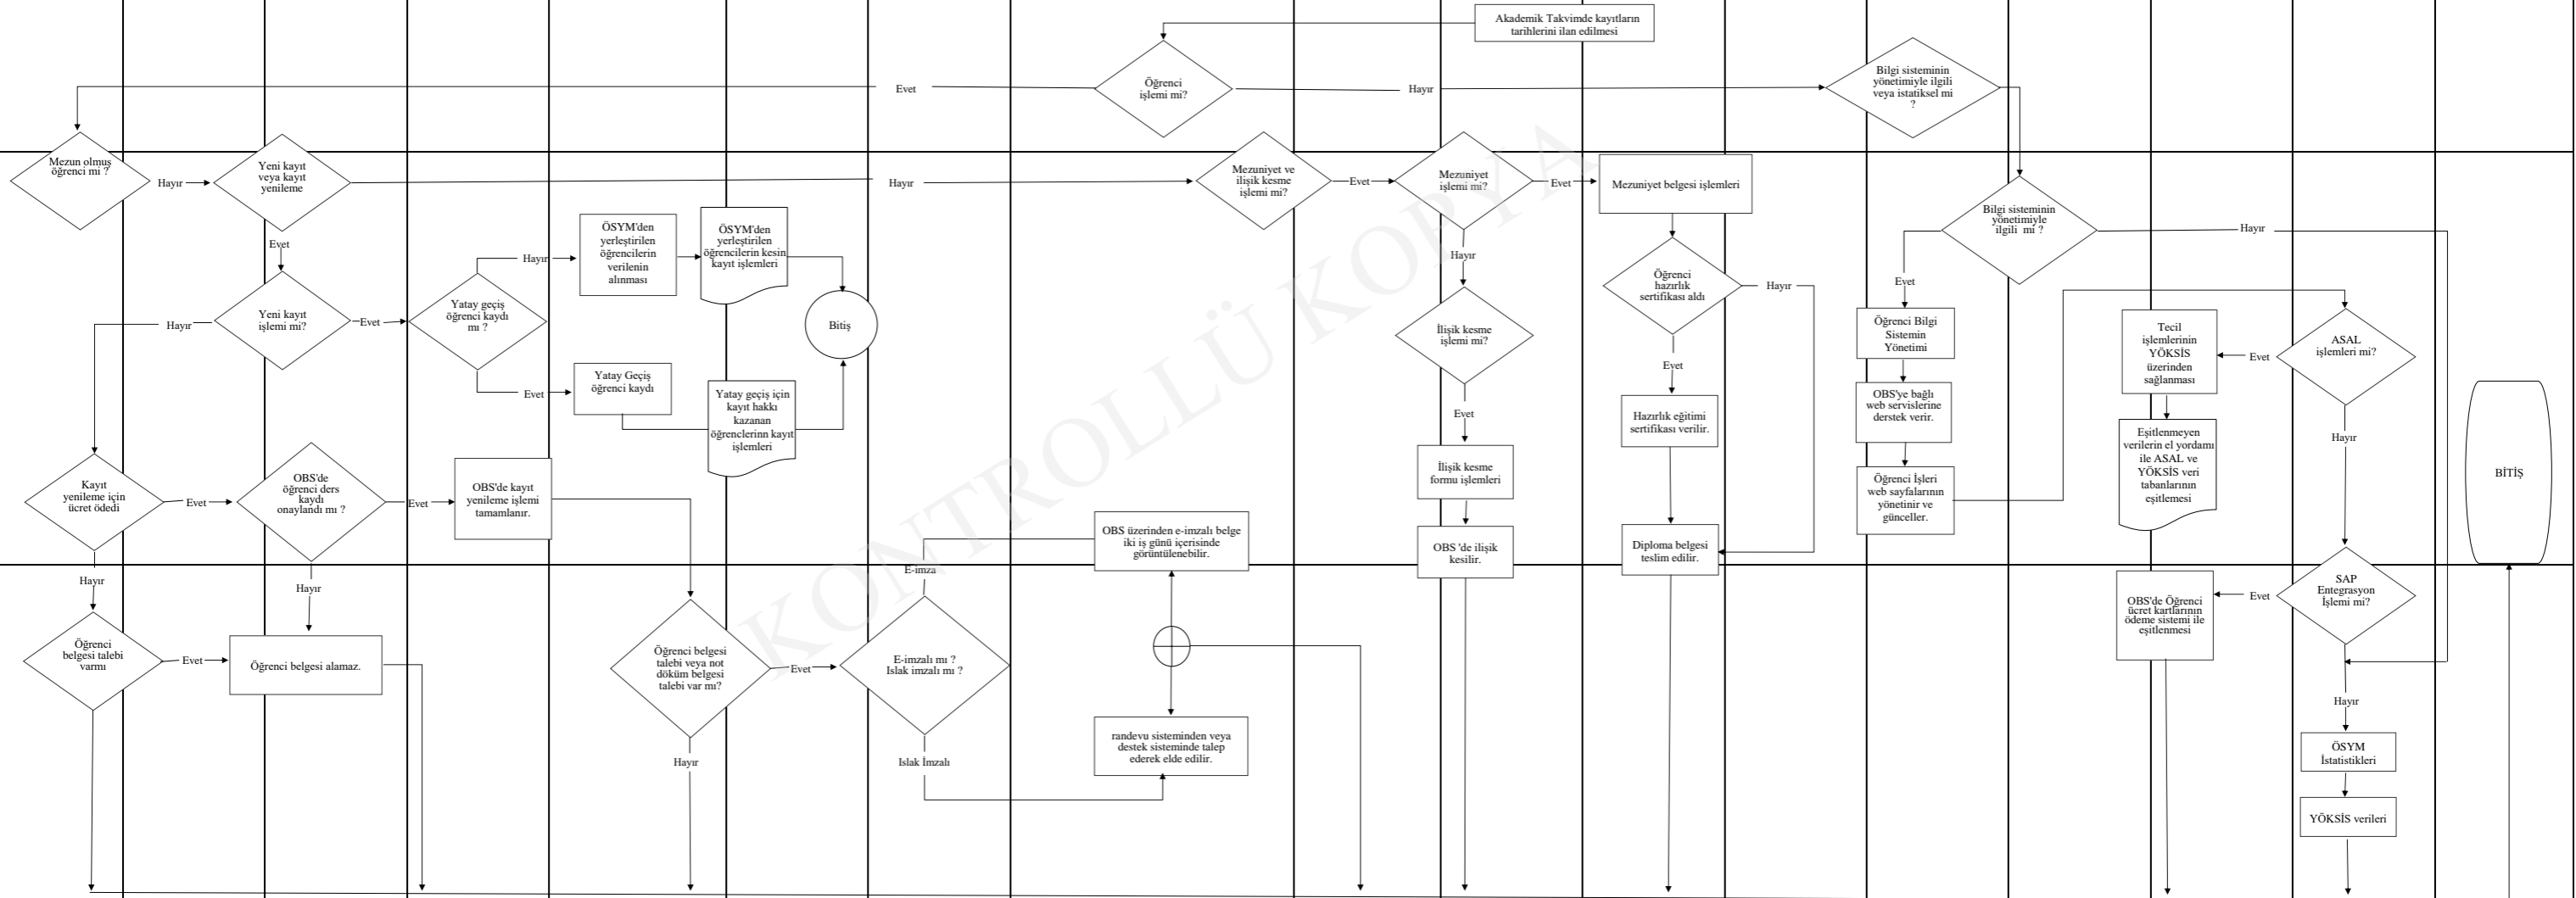 Akademik Takvimde kayıtların
tarihlerini ilan edilmesi
Öğrenci
işlemi mi?
Evet
Hayır
Bilgi sisteminin
yönetimiyle ilgili
veya istatiksel mi
?
Mezun olmuş
öğrenci mi ?
Hayır
Yeni kayıt
veya kayıt
yenileme
Hayır
Mezuniyet ve
ilişik kesme
işlemi mi?
Evet
Mezuniyet
işlemi mi?
Evet
Mezuniyet belgesi işlemleri
Bilgi sisteminin
yönetimiyle
ilgili mi ?
Hayır
Evet
Evet
Yeni kayıt
işlemi mi?
Hayır
Evet
Yatay geçiş
öğrenci kaydı
mı ?
Hayır
ÖSYM'den
yerleştirilen
öğrencilerin
verilenin
alınması
ÖSYM'den
yerleştirilen
öğrencilerin kesin
kayıt işlemleri
Bitiş
Evet
Yatay Geçiş
öğrenci kaydı
Yatay geçiş için
kayıt hakkı
kazanan
öğrenclerinn kayıt
işlemleri
Hayır
İlişik kesme
işlemi mi?
Evet
İlişik kesme
formu işlemleri
OBS 'de ilişik
kesilir.
Öğrenci
hazırlık
sertifikası aldı
Hayır
Evet
Hazırlık eğitimi
sertifikası verilir.
Diploma belgesi
teslim edilir.
Öğrenci Bilgi
Sistemin
Yönetimi
OBS'ye bağlı
web servislerine
derstek verir.
Öğrenci İşleri
web sayfalarının
yönetinir ve
günceller.
Tecil
işlemlerinin
YÖKSİS
üzerinden
sağlanması
Evet
ASAL
işlemleri mi?
Hayır
Eşitlenmeyen
verilerin el yordamı
ile ASAL ve
YÖKSİS veri
tabanlarının
eşitlemesi
BİTİŞ
Kayıt
yenileme için
ücret ödedi
Evet
OBS'de
öğrenci ders
kaydı
onaylandı mı ?
Evet
OBS'de kayıt
yenileme işlemi
tamamlanır.
Hayır
Hayır
Öğrenci
belgesi talebi
varmı
Evet
Öğrenci belgesi alamaz.
Öğrenci belgesi
talebi veya not
döküm belgesi
talebi var mı?
Evet
Hayır
E-imzalı mı ?
Islak imzalı mı ?
E-imza
Islak İmzalı
OBS üzerinden e-imzalı belge
iki iş günü içerisinde
görüntülenebilir.
randevu sisteminden veya
destek sisteminde talep
ederek elde edilir.
OBS'de Öğrenci
ücret kartlarının
ödeme sistemi ile
eşitlenmesi
Evet
SAP
Entegrasyon
İşlemi mi?
Hayır
ÖSYM
İstatistikleri
YÖKSİS verileri
KONTROLLÜ KOPYA